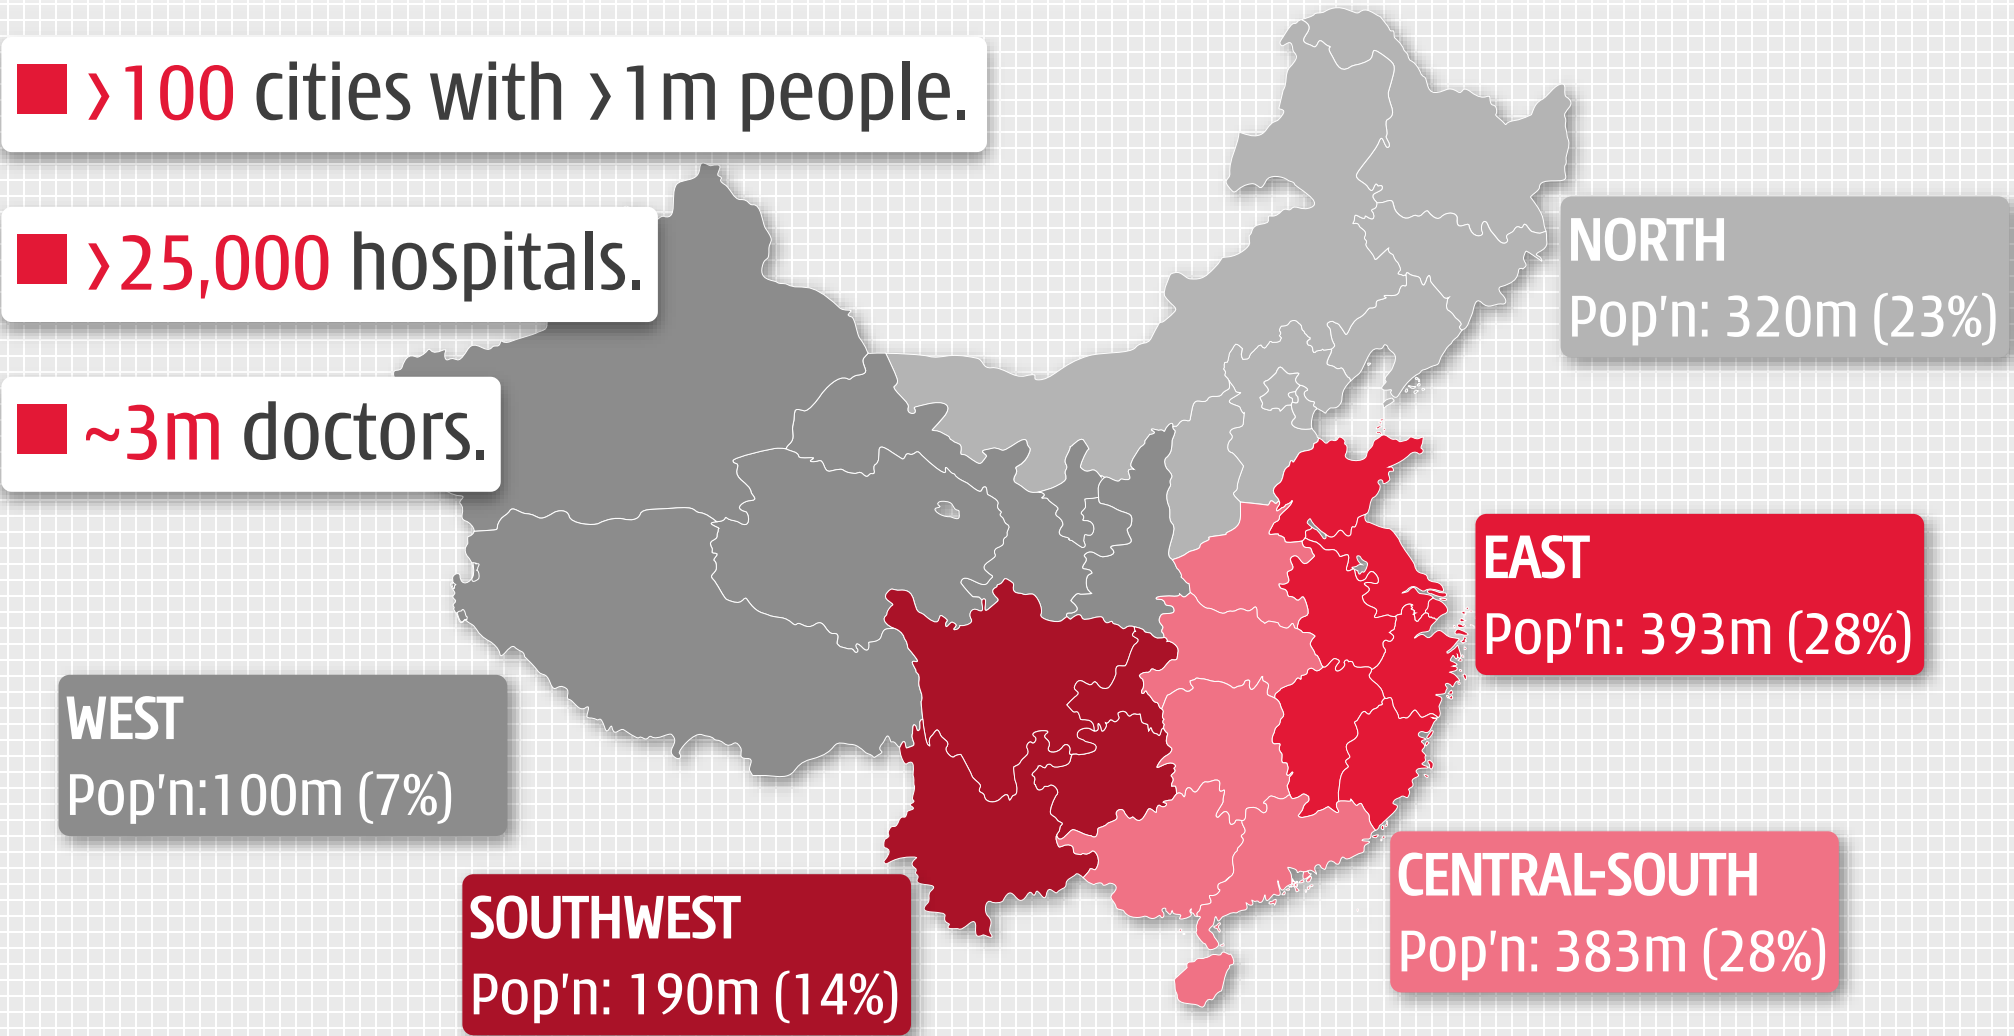 ›100 cities with ›1m people.
›25,000 hospitals.
~3m doctors.
NORTH
Pop'n: 320m (23%)
EAST
Pop'n: 393m (28%)
WEST
Pop'n:100m (7%)
CENTRAL-SOUTH
Pop'n: 383m (28%)
SOUTHWEST
Pop'n: 190m (14%)